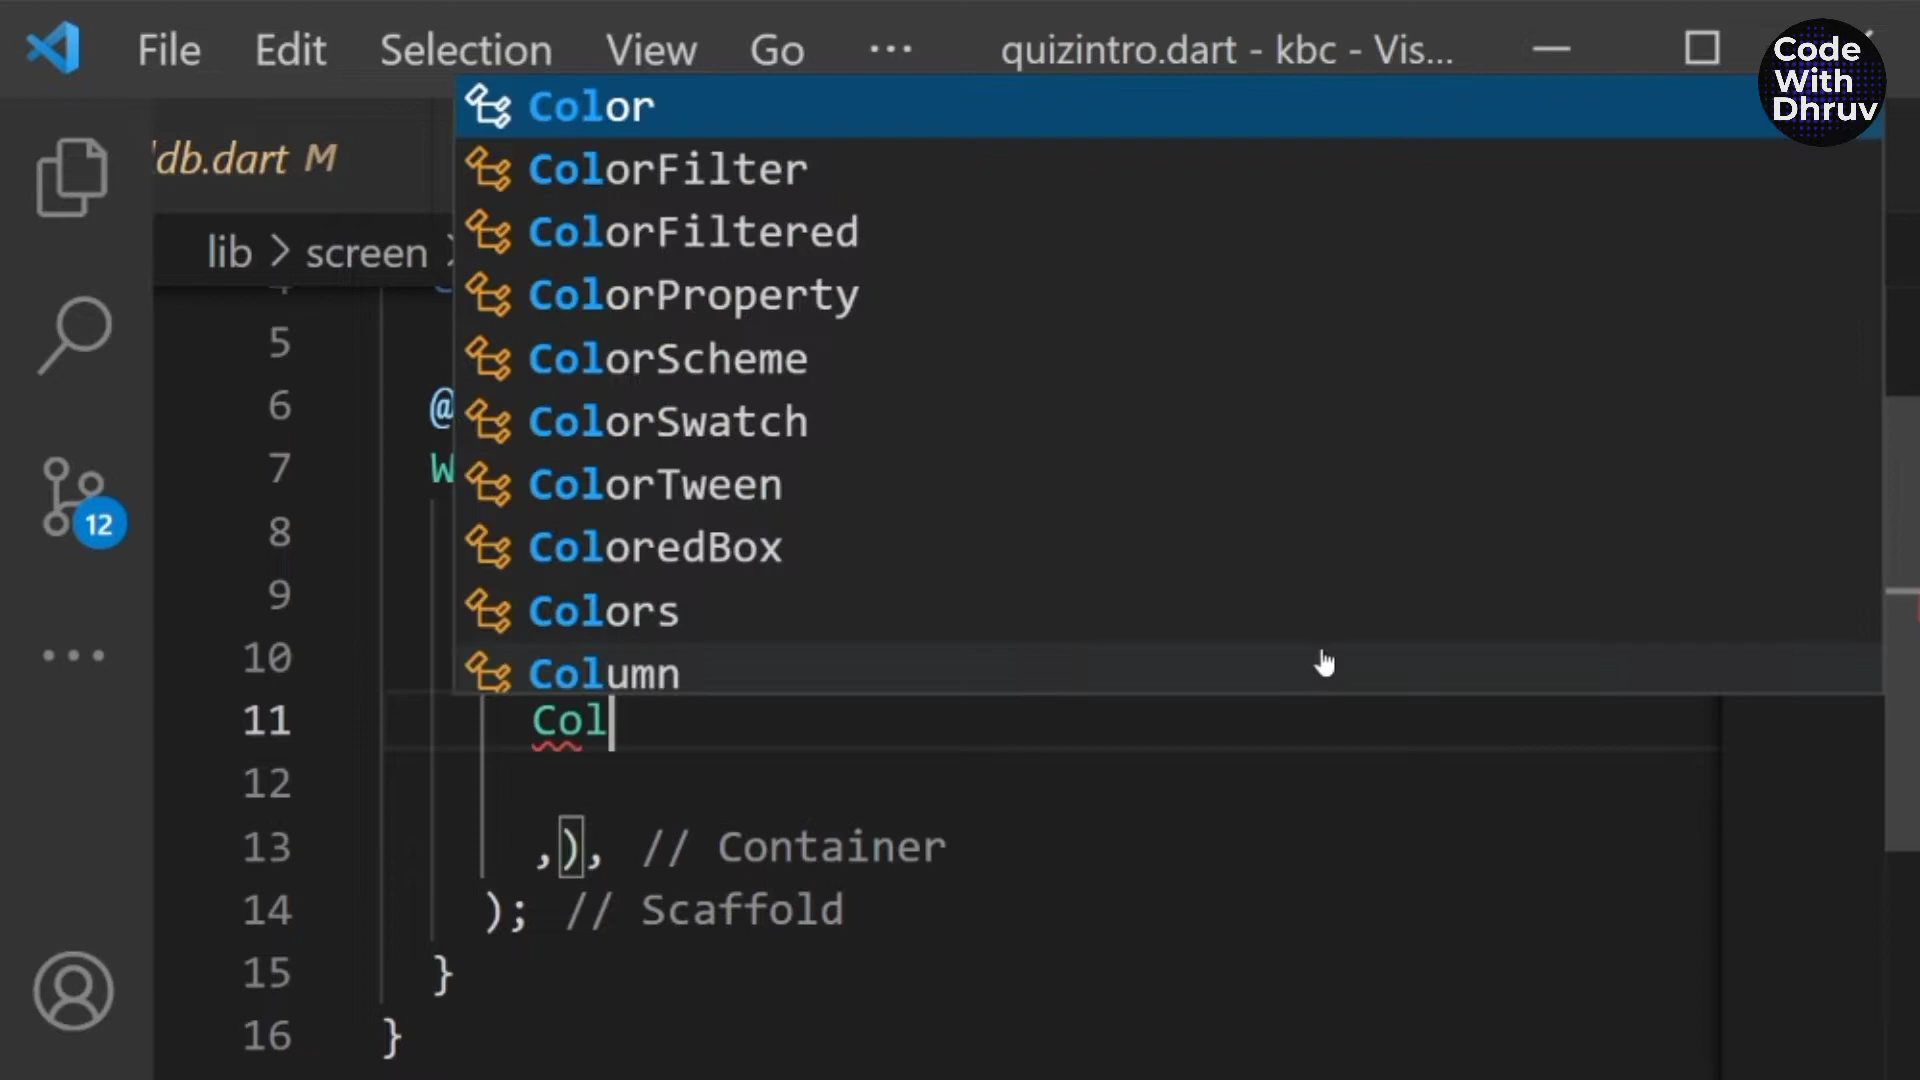 File Edit Selection View Go ··· quizintro.dart - kbc - Vis...
Code
With
Dhruv
db.dart M
lib > screen >
Color
ColorFilter
ColorFiltered
ColorProperty
ColorScheme
ColorSwatch
ColorTween
ColoredBox
Colors
Column
5
6 @
7 W
8
9
10
11 Col
12
13 ,), // Container
14 ); // Scaffold
15 }
16 }
12